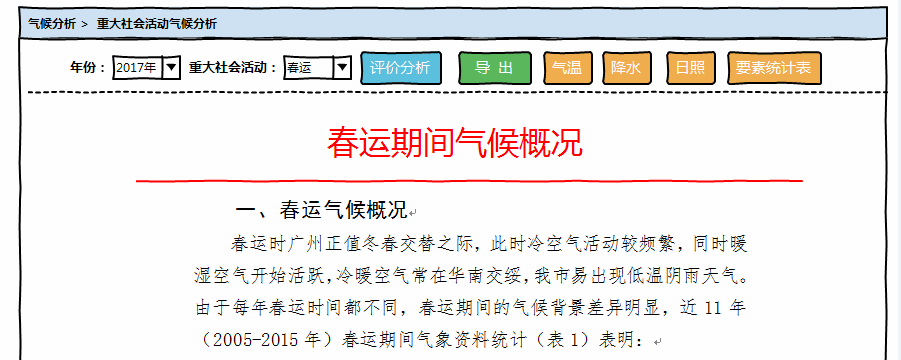 气候分析 > 重大社会活动气候分析
年份： 2017年 重大社会活动： 春运 评价分析 导 出 气温 降水 日照 要素统计表
春运期间气候概况
一、春运气候概况
春运时广州正值冬春交替之际，此时冷空气活动较频繁，同时暖
湿空气开始活跃，冷暖空气常在华南交绥，我市易出现低温阴雨天气。
由于每年春运时间都不同，春运期间的气候背景差异明显，近 11 年
（2005-2015 年）春运期间气象资料统计（表 1）表明：